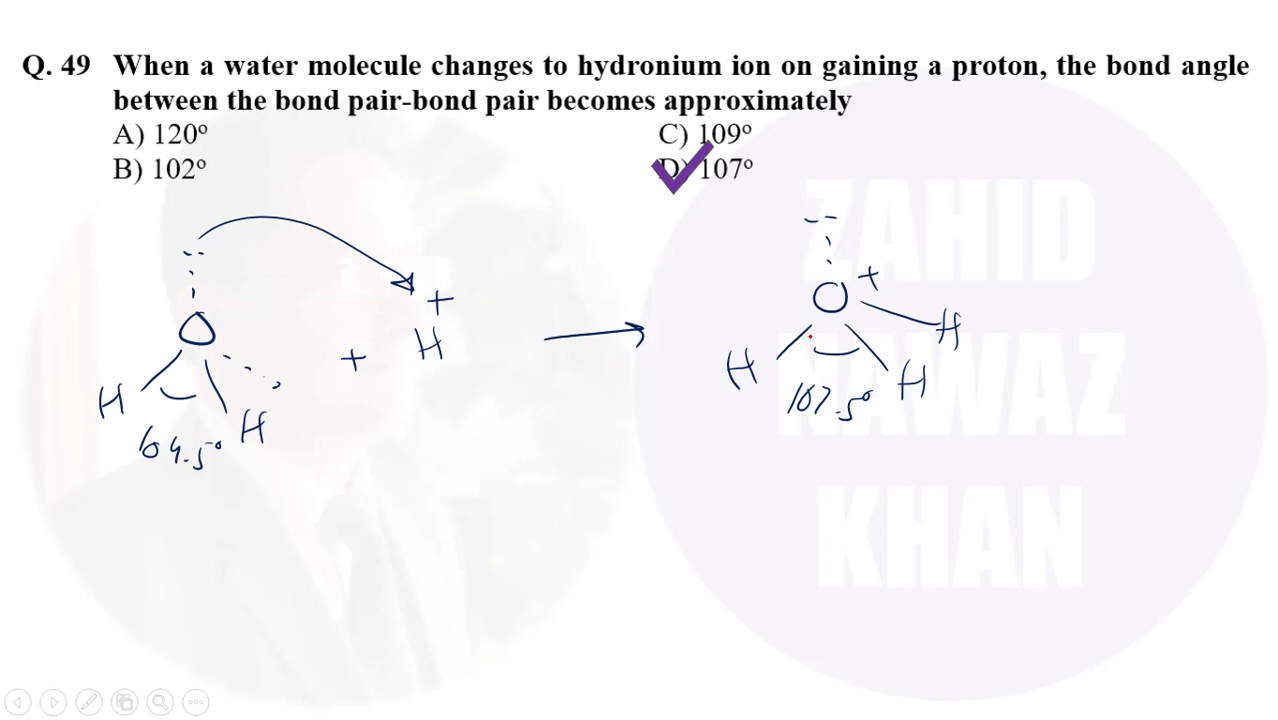 Q. 49 When a water molecule changes to hydronium ion on gaining a proton, the bond angle
between the bond pair-bond pair becomes approximately
A) 120°
C) 109°
B) 102°
D) 107°
O
+
H
H
+
H
64.5°
O
+
H
H
H
107.5°
ZAHID
NAWAZ
KHAN